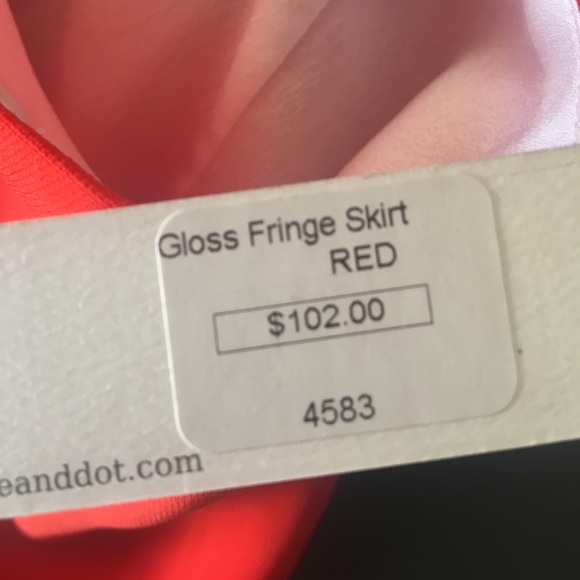 Gloss Fringe Skirt
RED
$102.00
4583
eanddot.com